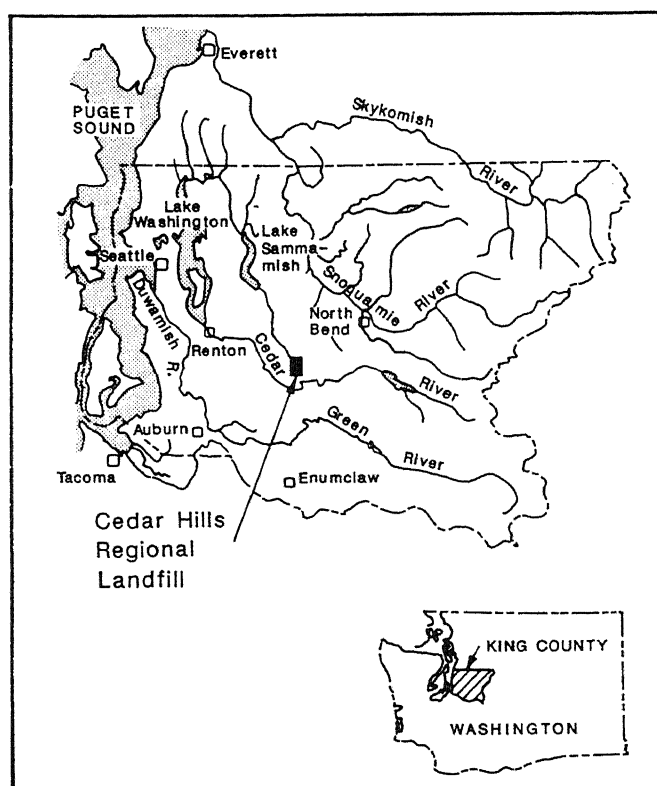 Everett
PUGET
SOUND
Skykomish
River
Lake
Washington
Lake
Samma-
mish
Seattle
Snoqualmie
River
North
Bend
Duwamish
R.
Renton
Cedar
River
Auburn
Green
River
Tacoma
Enumclaw
Cedar Hills
Regional
Landfill
KING COUNTY
WASHINGTON